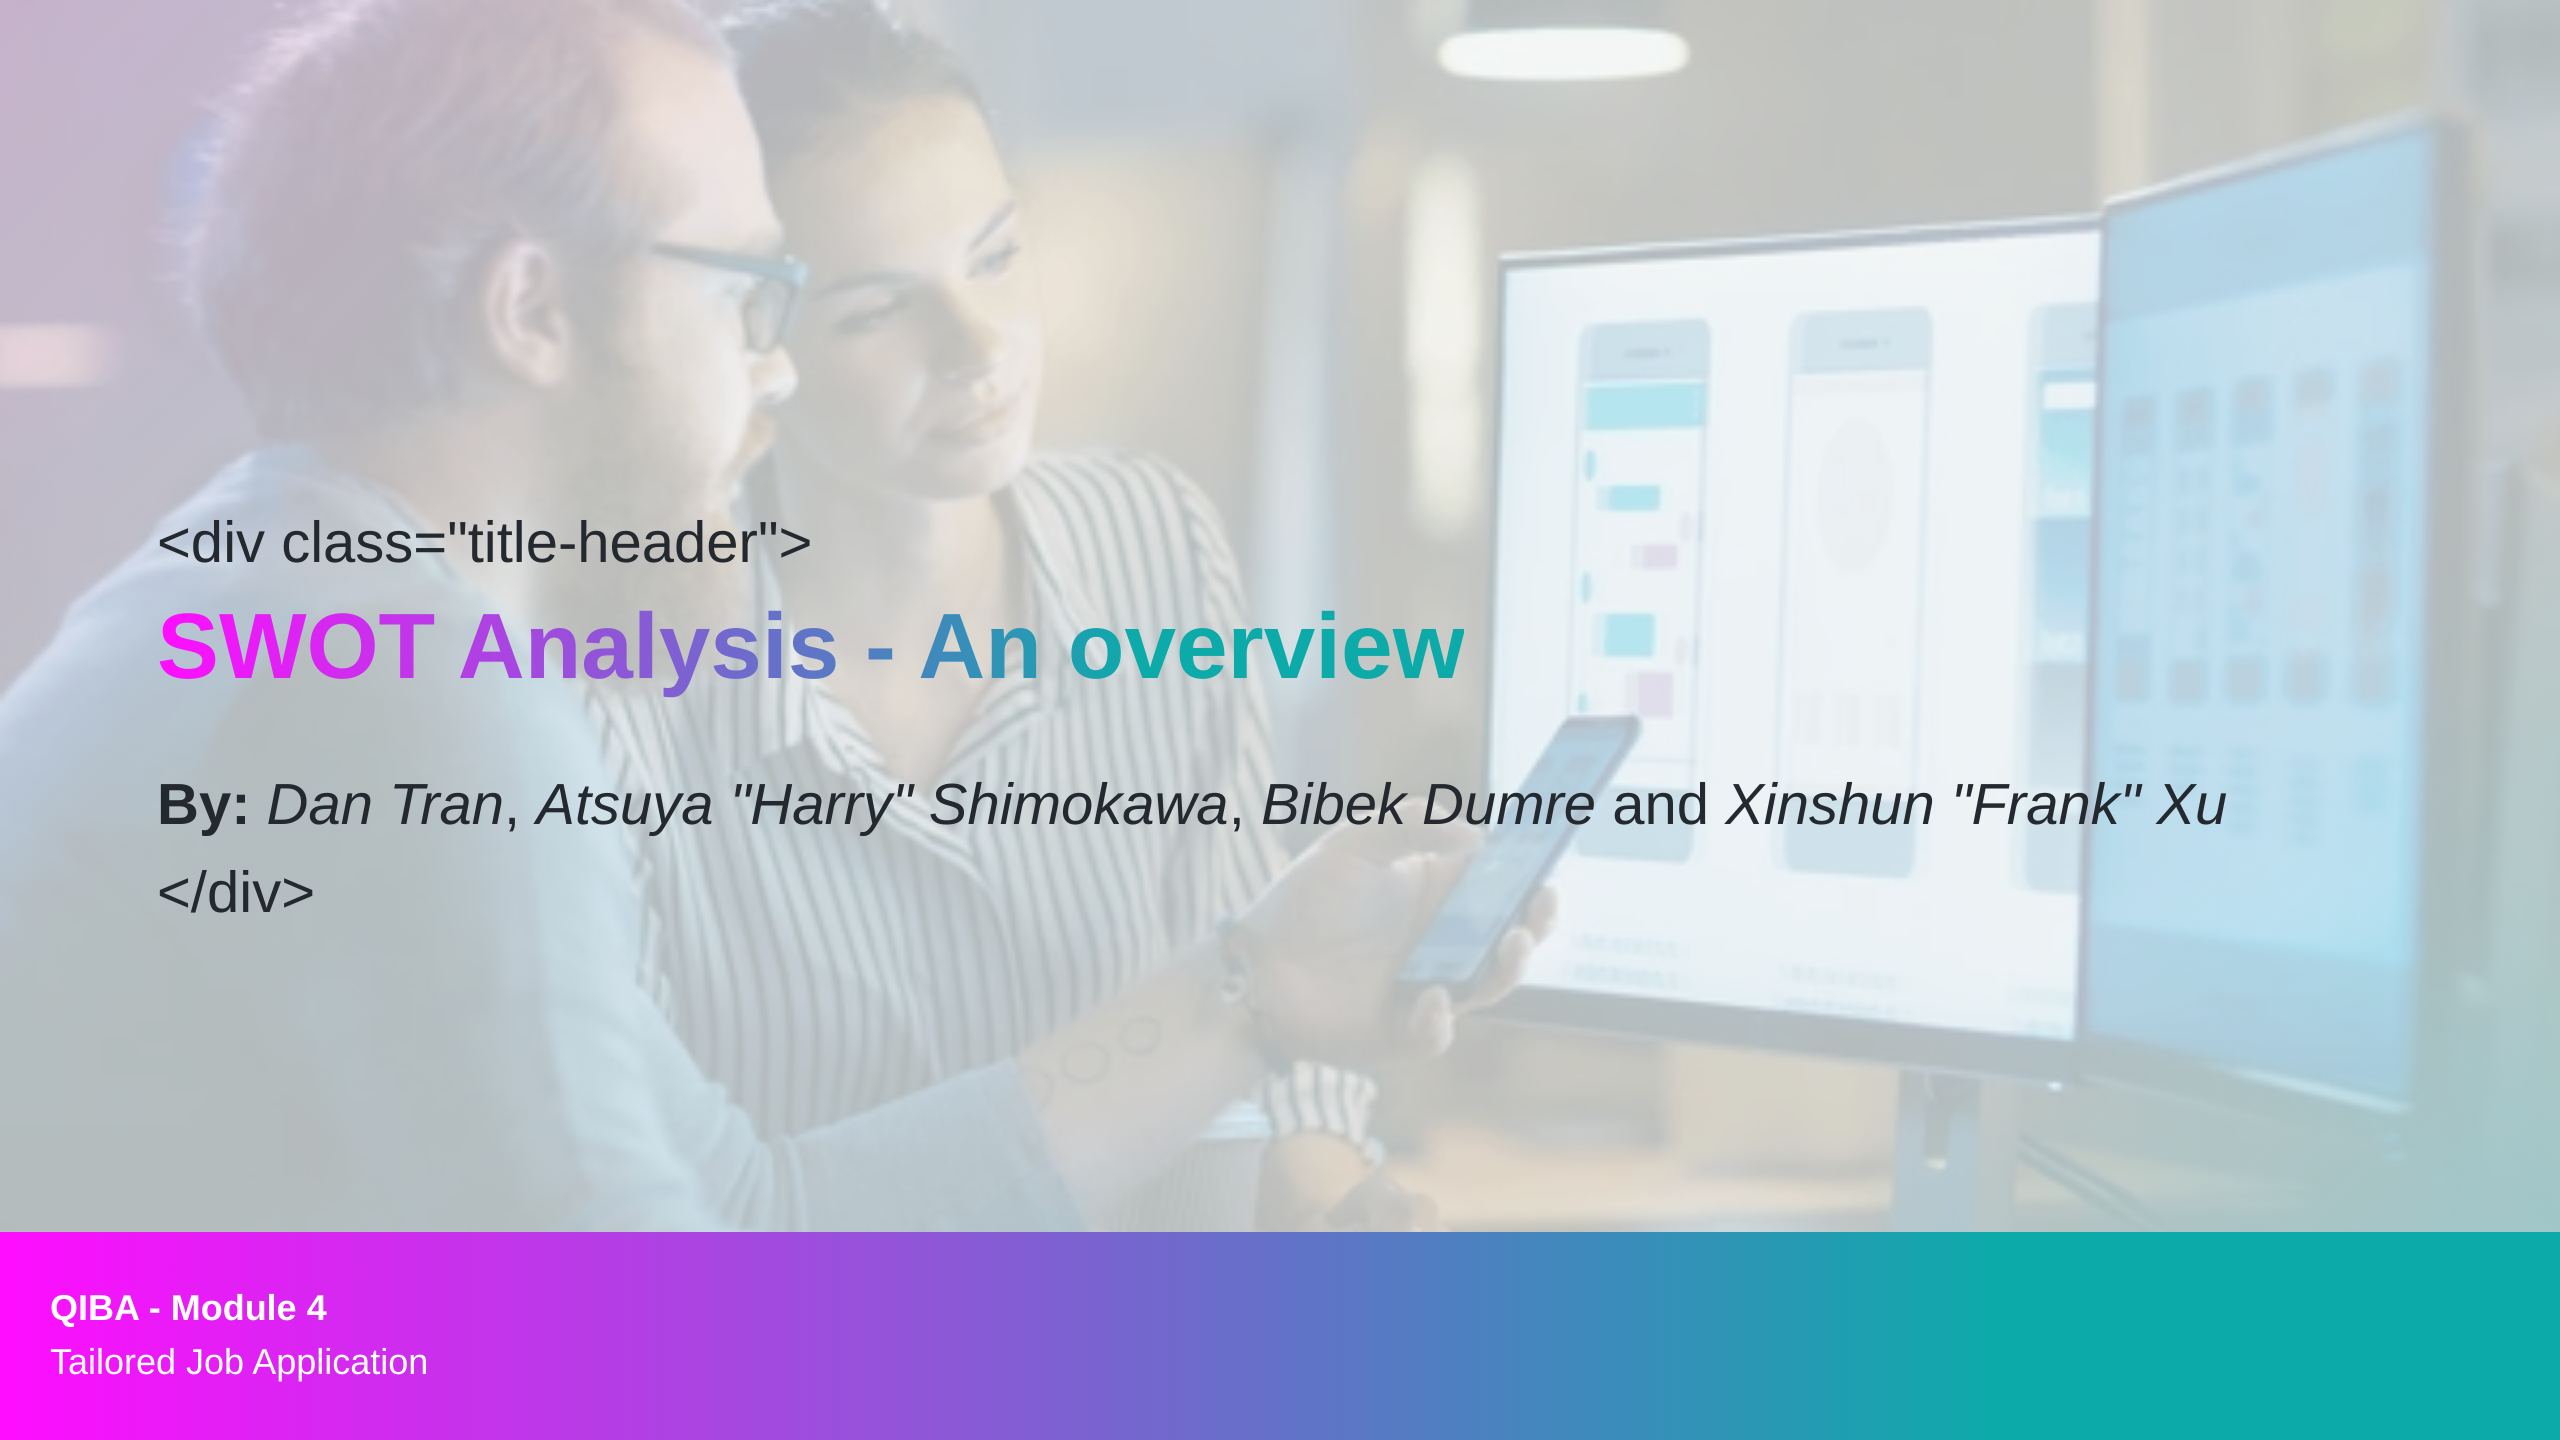 <div class="title-header">
SWOT Analysis - An overview
By: Dan Tran, Atsuya "Harry" Shimokawa, Bibek Dumre and Xinshun "Frank" Xu
</div>
QIBA - Module 4
Tailored Job Application